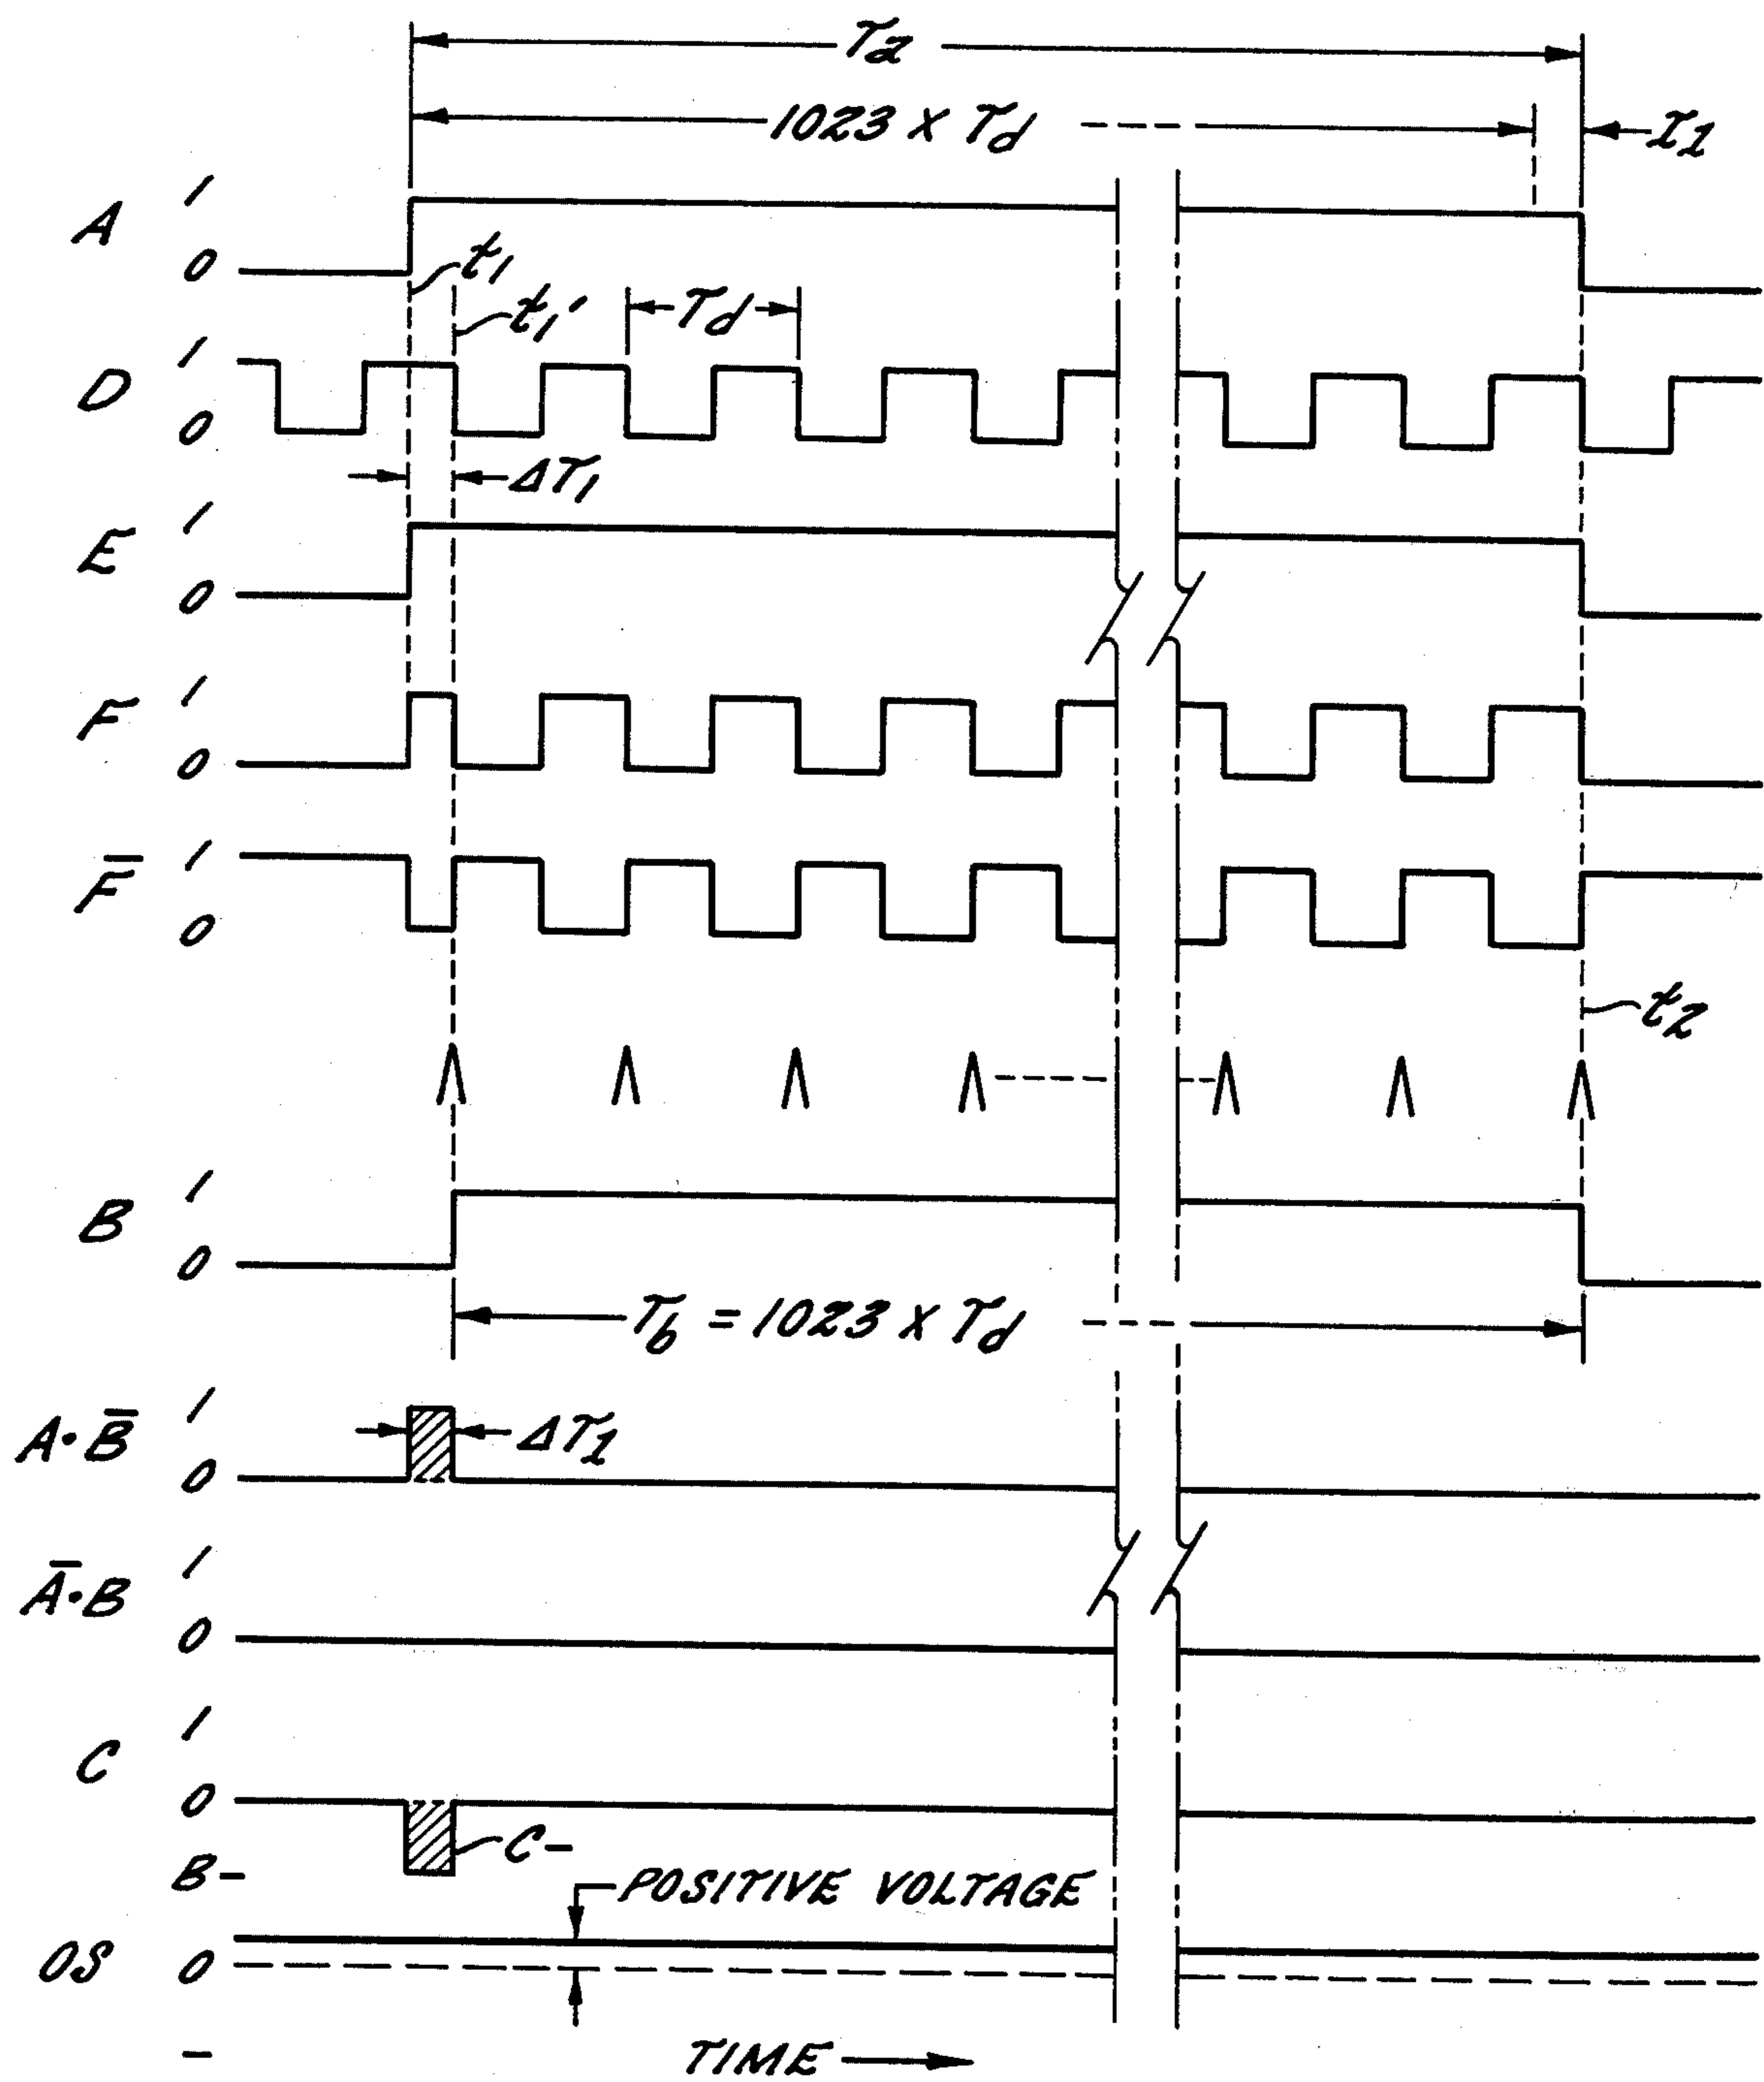 Ta
1023 x Td
I1
A 1
0
t1
t1'
Td
D 1
0
ΔT1
E 1
0
F 1
0
F̅ 1
0
t2
B 1
0
Tb = 1023 x Td
A·B̅ 1
0
ΔT1
A̅·B 1
0
C 1
0
C-
B-
POSITIVE VOLTAGE
OS 0
-
TIME